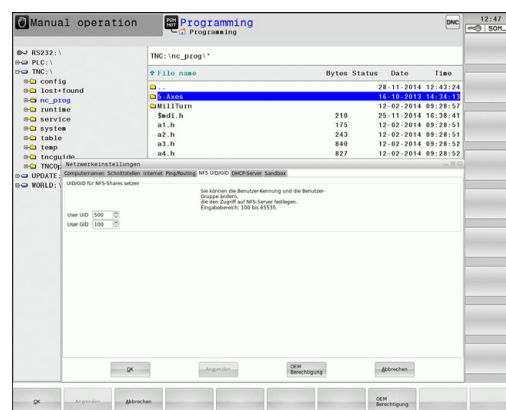 Manual operation
PGM
MGT
Programming
Programming
DNC
12:47
RS232:\
PLC:\
TNC:\
config
lost+found
nc_prog
runtime
service
system
table
temp
tncguide
UPDATE:
WORLD:\
TNC:\nc_prog\*
File name Bytes Status Date Time
.. 28-11-2014 12:43:24
5-Axes 16-10-2013 14:34:13
MillTurn 12-02-2014 09:28:57
$mdi.h 210 25-11-2014 16:38:41
a1.h 175 12-02-2014 09:28:51
a2.h 243 12-02-2014 09:28:51
a3.h 840 12-02-2014 09:28:52
a4.h 827 12-02-2014 09:28:52
Netzwerkeinstellungen
Computernamen Schnittstellen Internet Ping/Routing NFS UID/GID DHCP-Server Sandbox
UID/GID für NFS-Shares setzen
Sie können die Benutzer-Kennung und die Benutzer-
Gruppe ändern,
die den Zugriff auf NFS-Server festlegen.
Eingabebereich: 100 bis 65535.
User UID 500
User GID 100
OK Anwenden OEM
Berechtigung Abbrechen
OK Anwenden Abbrechen OEM
Berechtigung